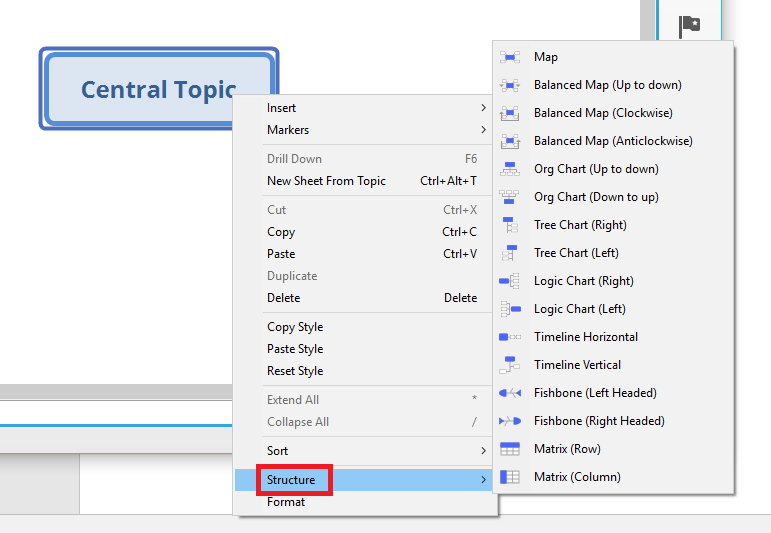 Central Topic
Insert
Markers
Drill Down F6
New Sheet From Topic Ctrl+Alt+T
Cut Ctrl+X
Copy Ctrl+C
Paste Ctrl+V
Duplicate
Delete Delete
Copy Style
Paste Style
Reset Style
Extend All *
Collapse All /
Sort
Structure
Format
Map
Balanced Map (Up to down)
Balanced Map (Clockwise)
Balanced Map (Anticlockwise)
Org Chart (Up to down)
Org Chart (Down to up)
Tree Chart (Right)
Tree Chart (Left)
Logic Chart (Right)
Logic Chart (Left)
Timeline Horizontal
Timeline Vertical
Fishbone (Left Headed)
Fishbone (Right Headed)
Matrix (Row)
Matrix (Column)